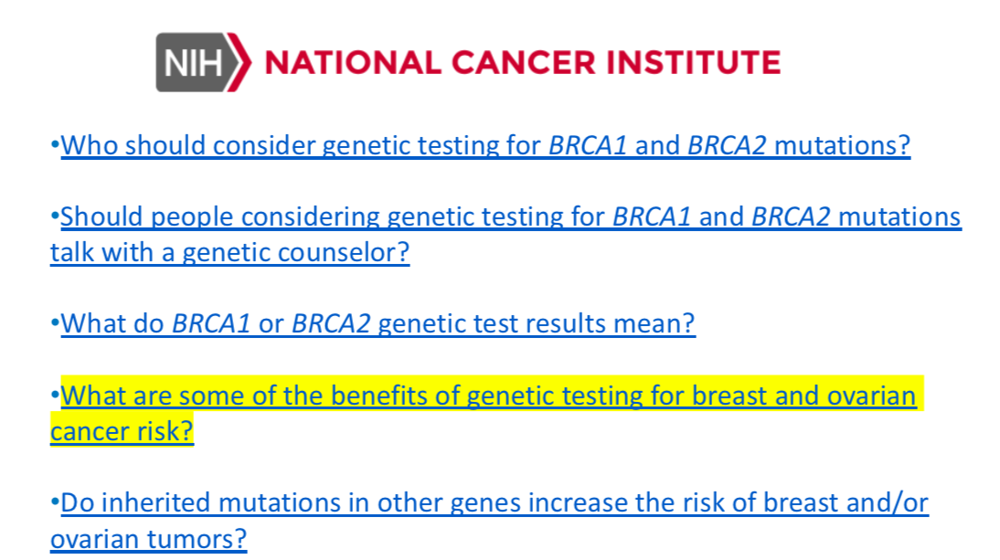 NIH NATIONAL CANCER INSTITUTE
•Who should consider genetic testing for BRCA1 and BRCA2 mutations?
•Should people considering genetic testing for BRCA1 and BRCA2 mutations
talk with a genetic counselor?
•What do BRCA1 or BRCA2 genetic test results mean?
•What are some of the benefits of genetic testing for breast and ovarian
cancer risk?
•Do inherited mutations in other genes increase the risk of breast and/or
ovarian tumors?